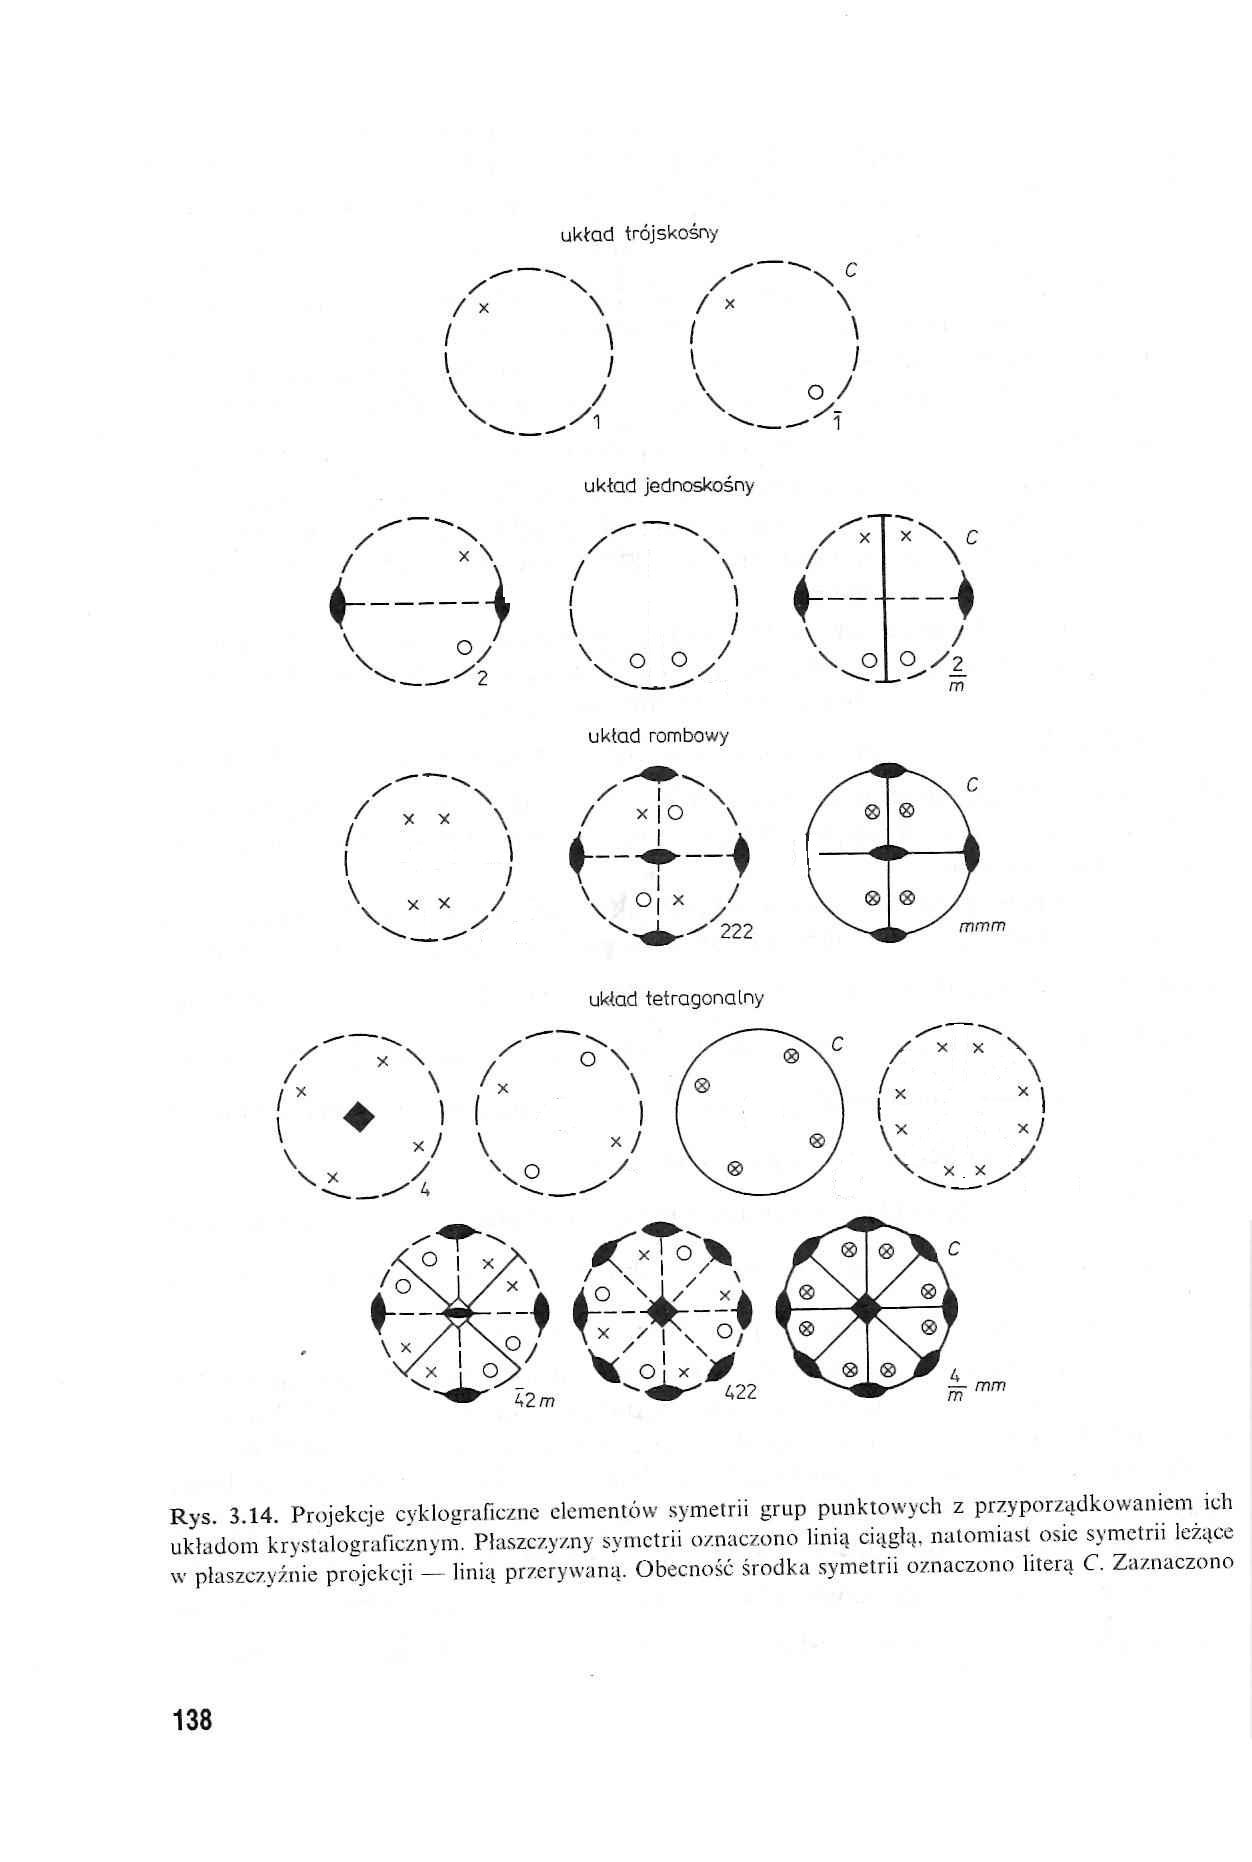 układ trójskośny
C
1
1̄
układ jednoskośny
C
2
2/m
układ rombowy
C
222
mmm
układ tetragonalny
C
4
C
4̄2m
422
4/m mm
Rys. 3.14. Projekcje cyklograficzne elementów symetrii grup punktowych z przyporządkowaniem ich
układom krystalograficznym. Płaszczyzny symetrii oznaczono linią ciągłą, natomiast osie symetrii leżące
w płaszczyźnie projekcji — linią przerywaną. Obecność środka symetrii oznaczono literą C. Zaznaczono
138